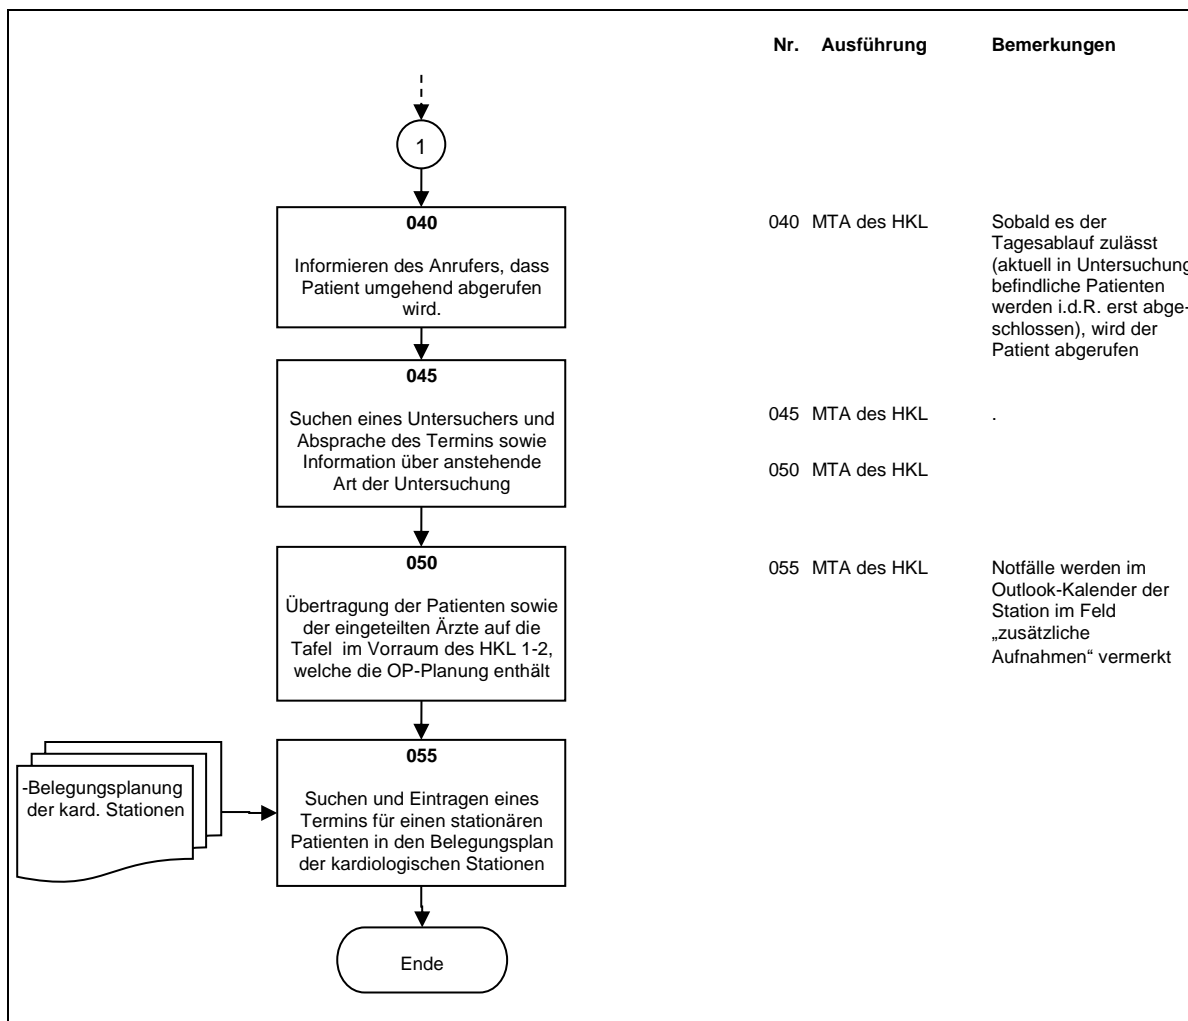 Nr. Ausführung Bemerkungen
1
040
Informieren des Anrufers, dass
Patient umgehend abgerufen
wird.
040 MTA des HKL Sobald es der
Tagesablauf zulässt
(aktuell in Untersuchung
befindliche Patienten
werden i.d.R. erst abge-
schlossen), wird der
Patient abgerufen
045
Suchen eines Untersuchers und
Absprache des Termins sowie
Information über anstehende
Art der Untersuchung
045 MTA des HKL .
050 MTA des HKL
050
Übertragung der Patienten sowie
der eingeteilten Ärzte auf die
Tafel im Vorraum des HKL 1-2,
welche die OP-Planung enthält
055 MTA des HKL Notfälle werden im
Outlook-Kalender der
Station im Feld
„zusätzliche
Aufnahmen“ vermerkt
-Belegungsplanung
der kard. Stationen
055
Suchen und Eintragen eines
Termins für einen stationären
Patienten in den Belegungsplan
der kardiologischen Stationen
Ende